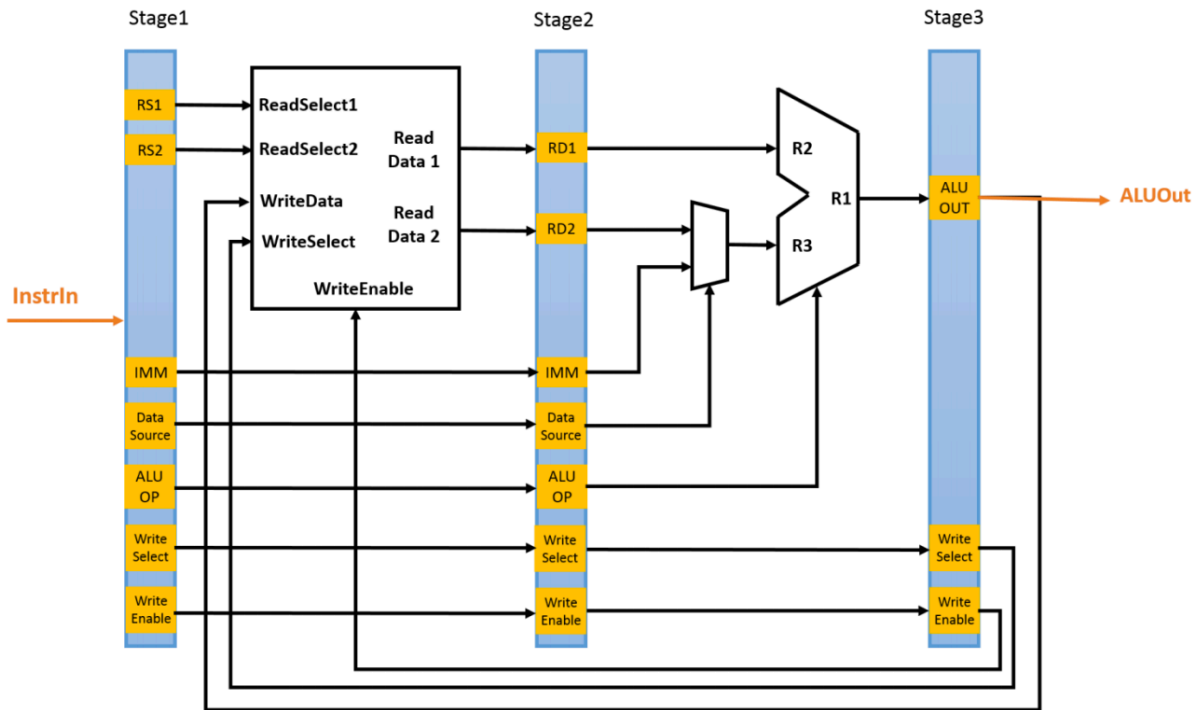 Stage1
Stage2
Stage3
RS1
ReadSelect1
RS2
ReadSelect2
Read
Data 1
RD1
R2
WriteData
R1
ALU
OUT
ALUOut
Read
Data 2
RD2
WriteSelect
R3
WriteEnable
InstrIn
IMM
IMM
Data
Source
Data
Source
ALU
OP
ALU
OP
Write
Select
Write
Select
Write
Select
Write
Enable
Write
Enable
Write
Enable